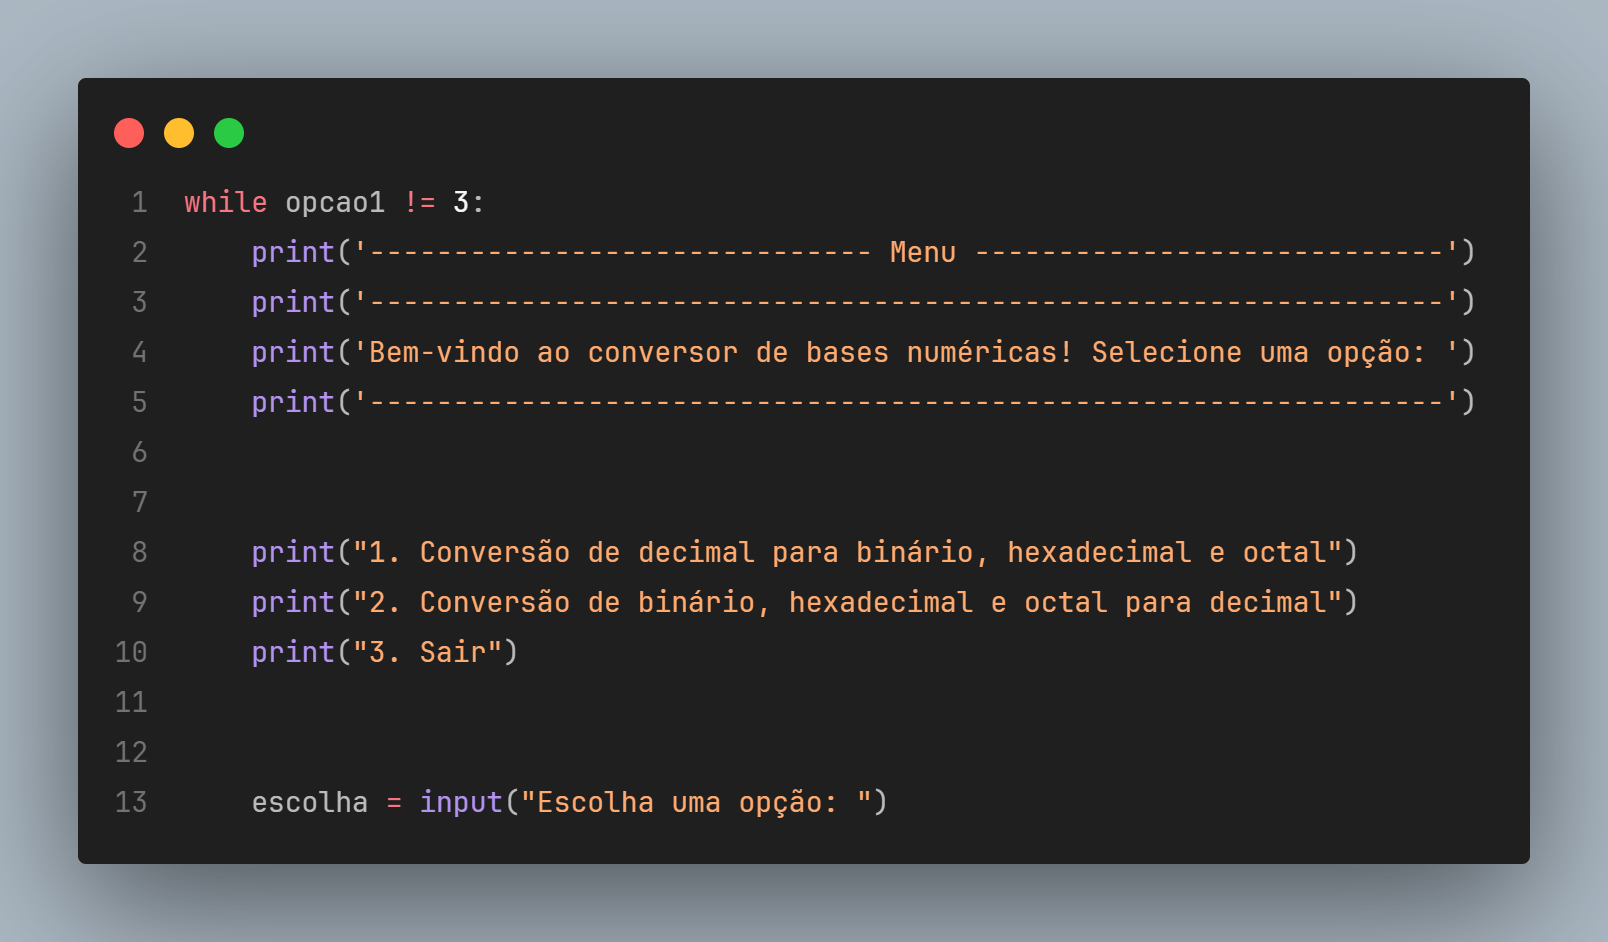 1 while opcao1 != 3:
2     print('------------------------------ Menu ----------------------------')
3     print('----------------------------------------------------------------')
4     print('Bem-vindo ao conversor de bases numéricas! Selecione uma opção: ')
5     print('----------------------------------------------------------------')
6
7
8     print("1. Conversão de decimal para binário, hexadecimal e octal")
9     print("2. Conversão de binário, hexadecimal e octal para decimal")
10     print("3. Sair")
11
12
13     escolha = input("Escolha uma opção: ")